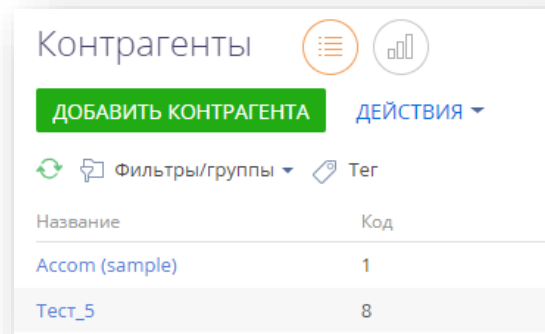 Контрагенты
ДОБАВИТЬ КОНТРАГЕНТА ДЕЙСТВИЯ
Фильтры/группы Тег
Название Код
Accom (sample) 1
Тест_5 8